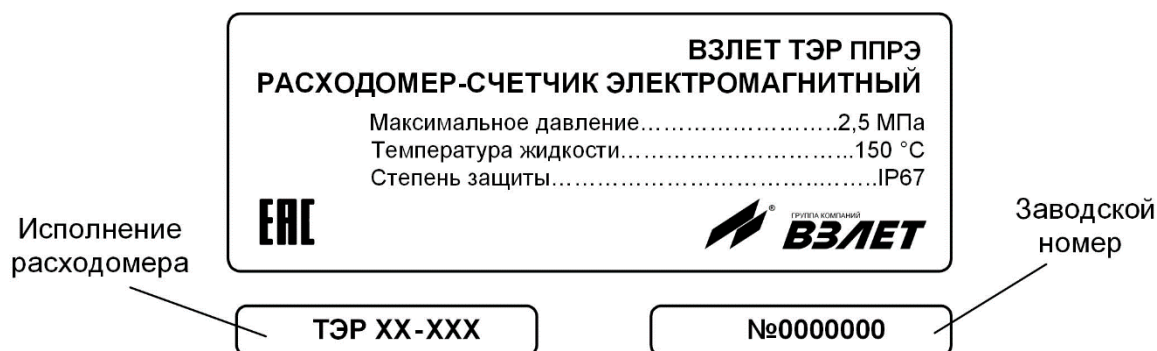 ВЗЛЕТ ТЭР ППРЭ
РАСХОДОМЕР-СЧЕТЧИК ЭЛЕКТРОМАГНИТНЫЙ
Максимальное давление……………………..2,5 МПа
Температура жидкости…………………………...150 °С
Степень защиты………………………………..……..IP67
EAC
ГРУППА КОМПАНИЙ
ВЗЛЕТ®
Исполнение
расходомера
Заводской
номер
ТЭР ХХ-ХХХ
№0000000